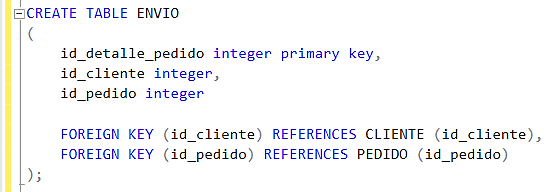 CREATE TABLE ENVIO
(
id_detalle_pedido integer primary key,
id_cliente integer,
id_pedido integer
FOREIGN KEY (id_cliente) REFERENCES CLIENTE (id_cliente),
FOREIGN KEY (id_pedido) REFERENCES PEDIDO (id_pedido)
);